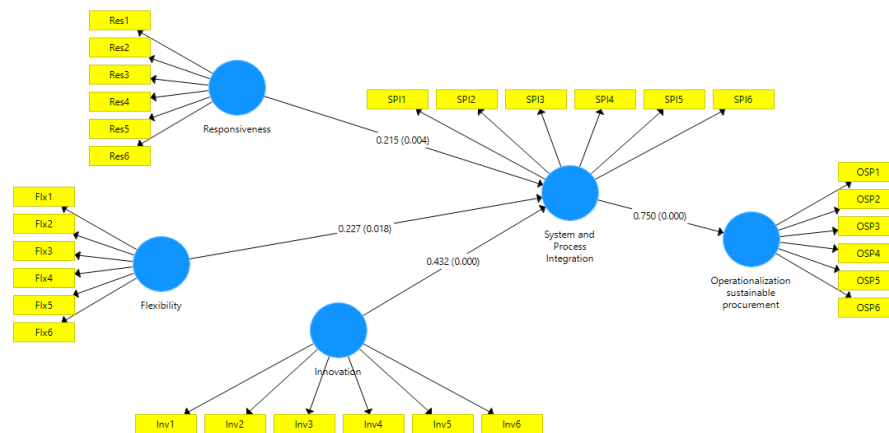 Res1
Res2
Res3
Res4
Res5
Res6
Responsiveness
0.215 (0.004)
SPI1
SPI2
SPI3
SPI4
SPI5
SPI6
System and
Process
Integration
0.750 (0.000)
OSP1
OSP2
OSP3
OSP4
OSP5
OSP6
Operationalization
sustainable
procurement
Flx1
Flx2
Flx3
Flx4
Flx5
Flx6
Flexibility
0.227 (0.018)
0.432 (0.000)
Innovation
Inv1
Inv2
Inv3
Inv4
Inv5
Inv6